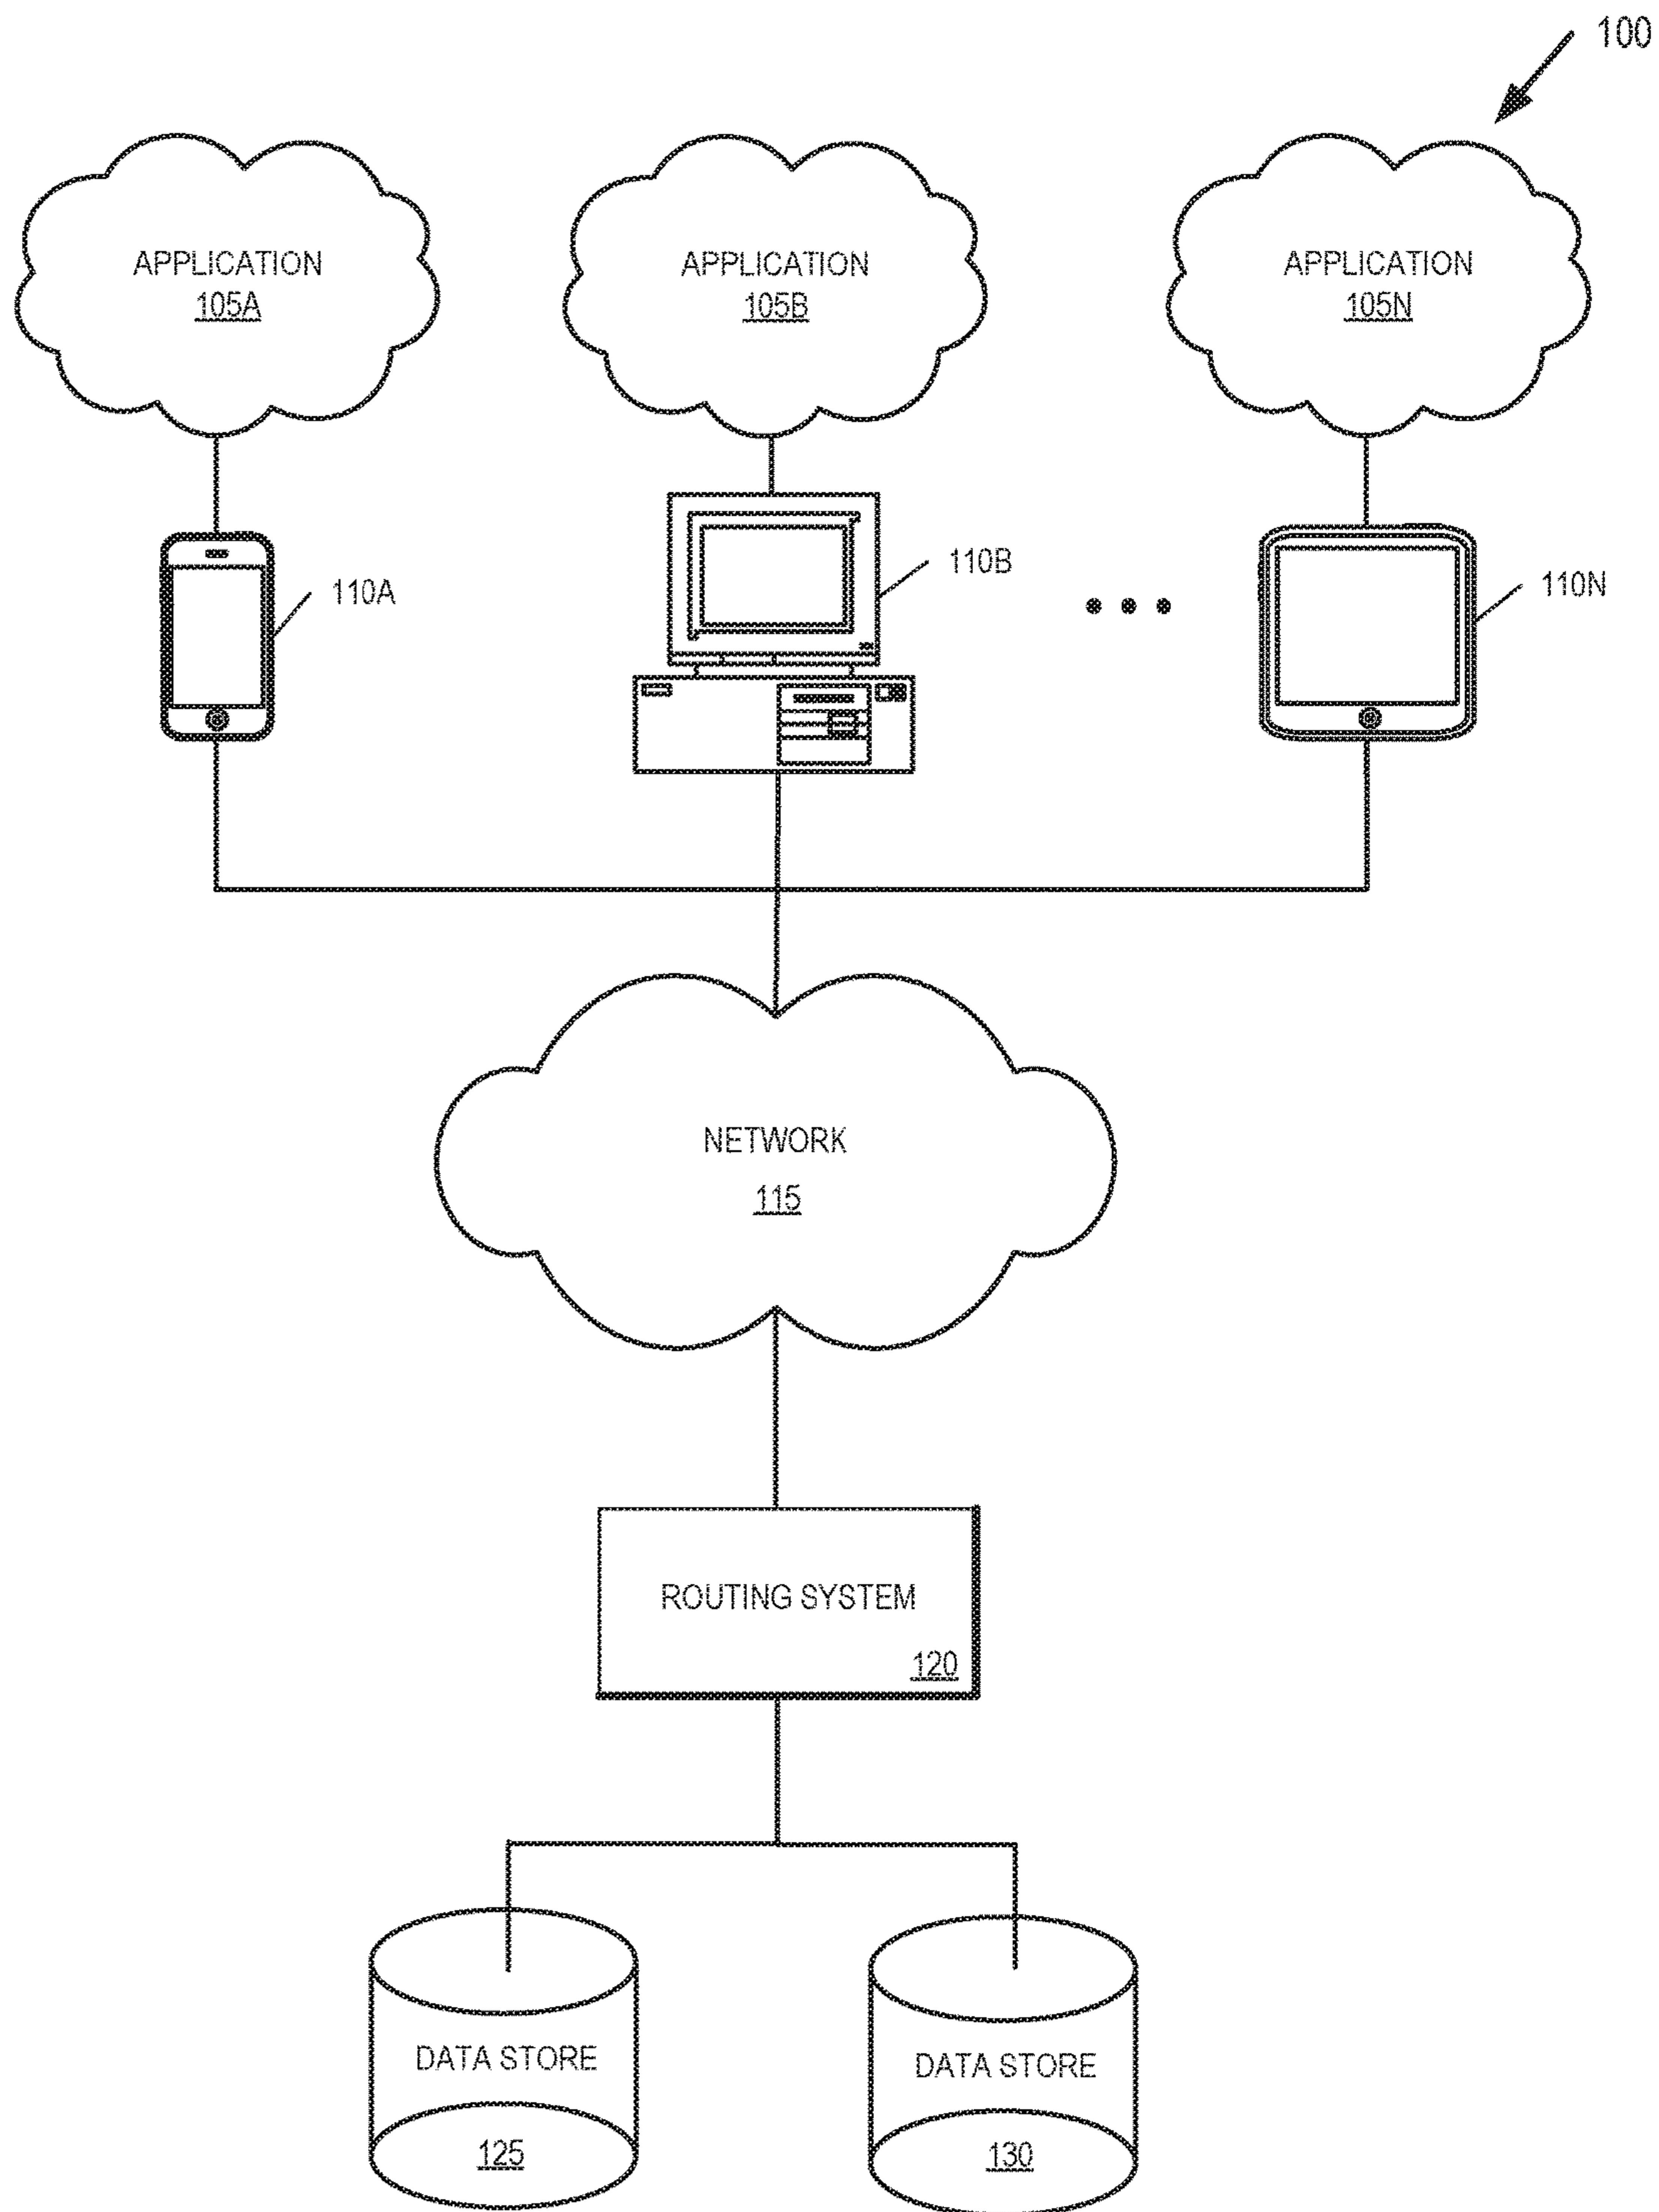 100
APPLICATION
105A
APPLICATION
105B
APPLICATION
105N
110A
110B
110N
NETWORK
115
ROUTING SYSTEM
120
DATA STORE
125
DATA STORE
130